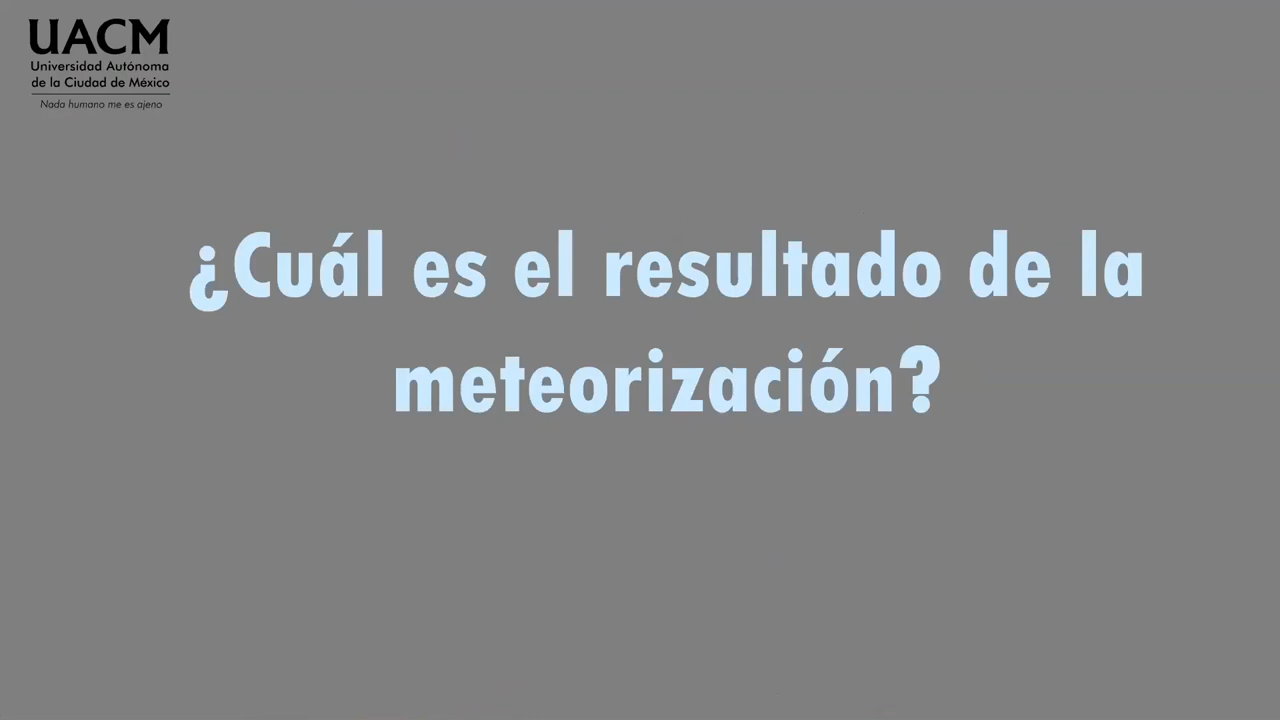 UACM
Universidad Autónoma
de la Ciudad de México
Nada humano me es ajeno
¿Cuál es el resultado de la
meteorización?